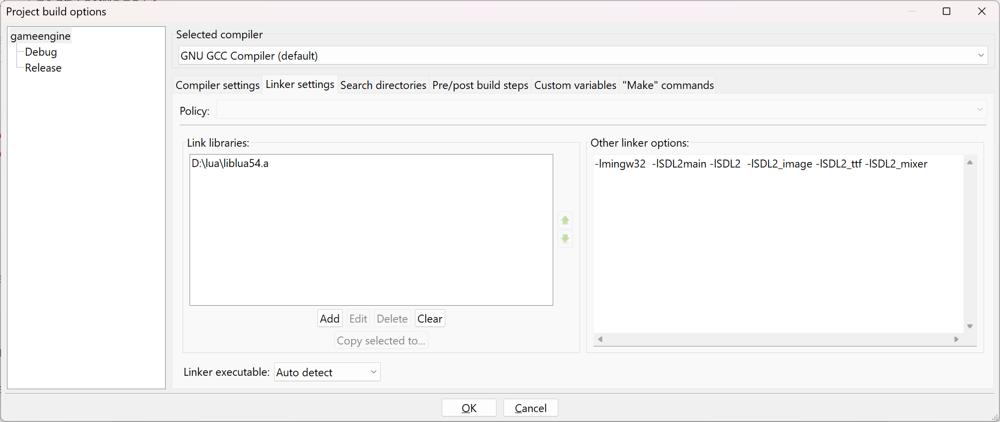 Project build options
gameengine
Debug
Release
Selected compiler
GNU GCC Compiler (default)
Compiler settings Linker settings Search directories Pre/post build steps Custom variables "Make" commands
Policy:
Link libraries:
D:\lua\liblua54.a
Add Edit Delete Clear
Copy selected to...
Other linker options:
-lmingw32  -lSDL2main -lSDL2  -lSDL2_image -lSDL2_ttf -lSDL2_mixer
Linker executable: Auto detect
OK Cancel